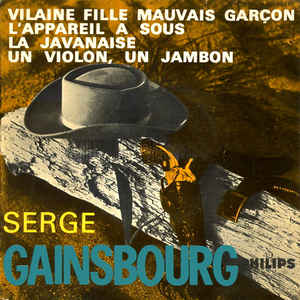 VILAINE FILLE MAUVAIS GARÇON
L'APPAREIL A SOUS
LA JAVANAISE
UN VIOLON, UN JAMBON
SERGE
GAINSBOURG
PHILIPS